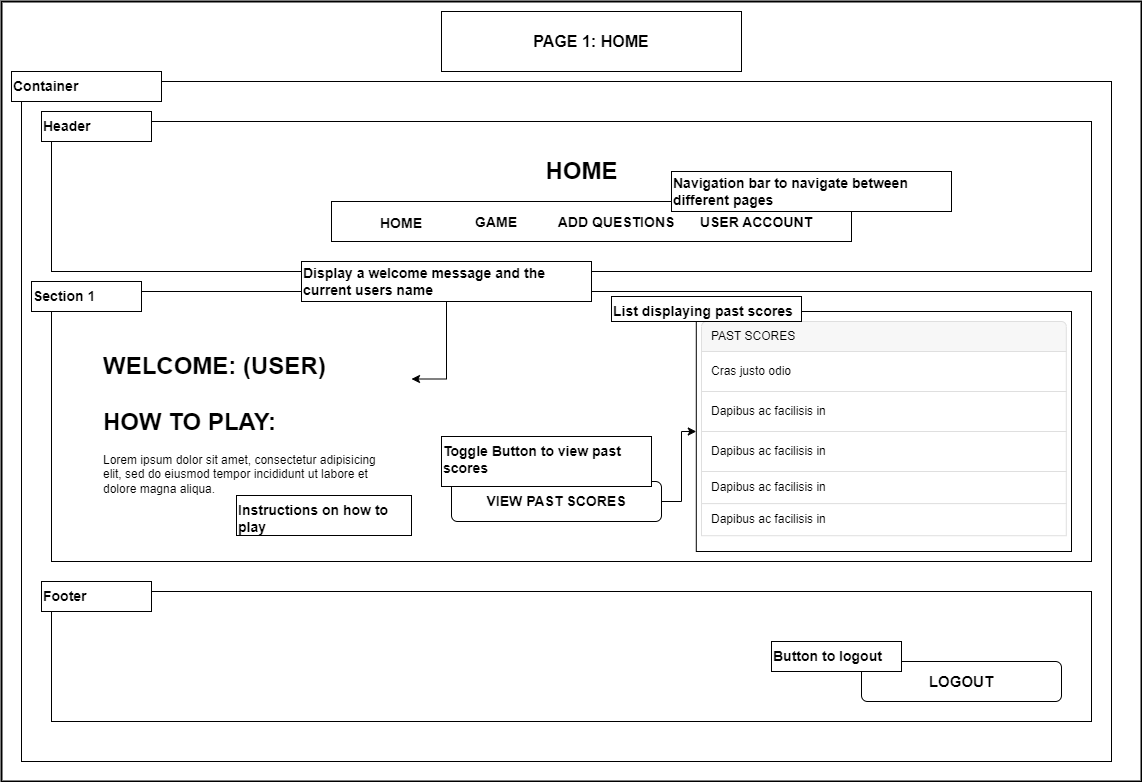 PAGE 1: HOME
Container
Header
HOME
Navigation bar to navigate between
different pages
HOME
GAME
ADD QUESTIONS
USER ACCOUNT
Display a welcome message and the
current users name
Section 1
List displaying past scores
PAST SCORES
WELCOME: (USER)
Cras justo odio
HOW TO PLAY:
Dapibus ac facilisis in
Lorem ipsum dolor sit amet, consectetur adipisicing
elit, sed do eiusmod tempor incididunt ut labore et
dolore magna aliqua.
Toggle Button to view past
scores
Dapibus ac facilisis in
VIEW PAST SCORES
Dapibus ac facilisis in
Instructions on how to
play
Dapibus ac facilisis in
Footer
Button to logout
LOGOUT